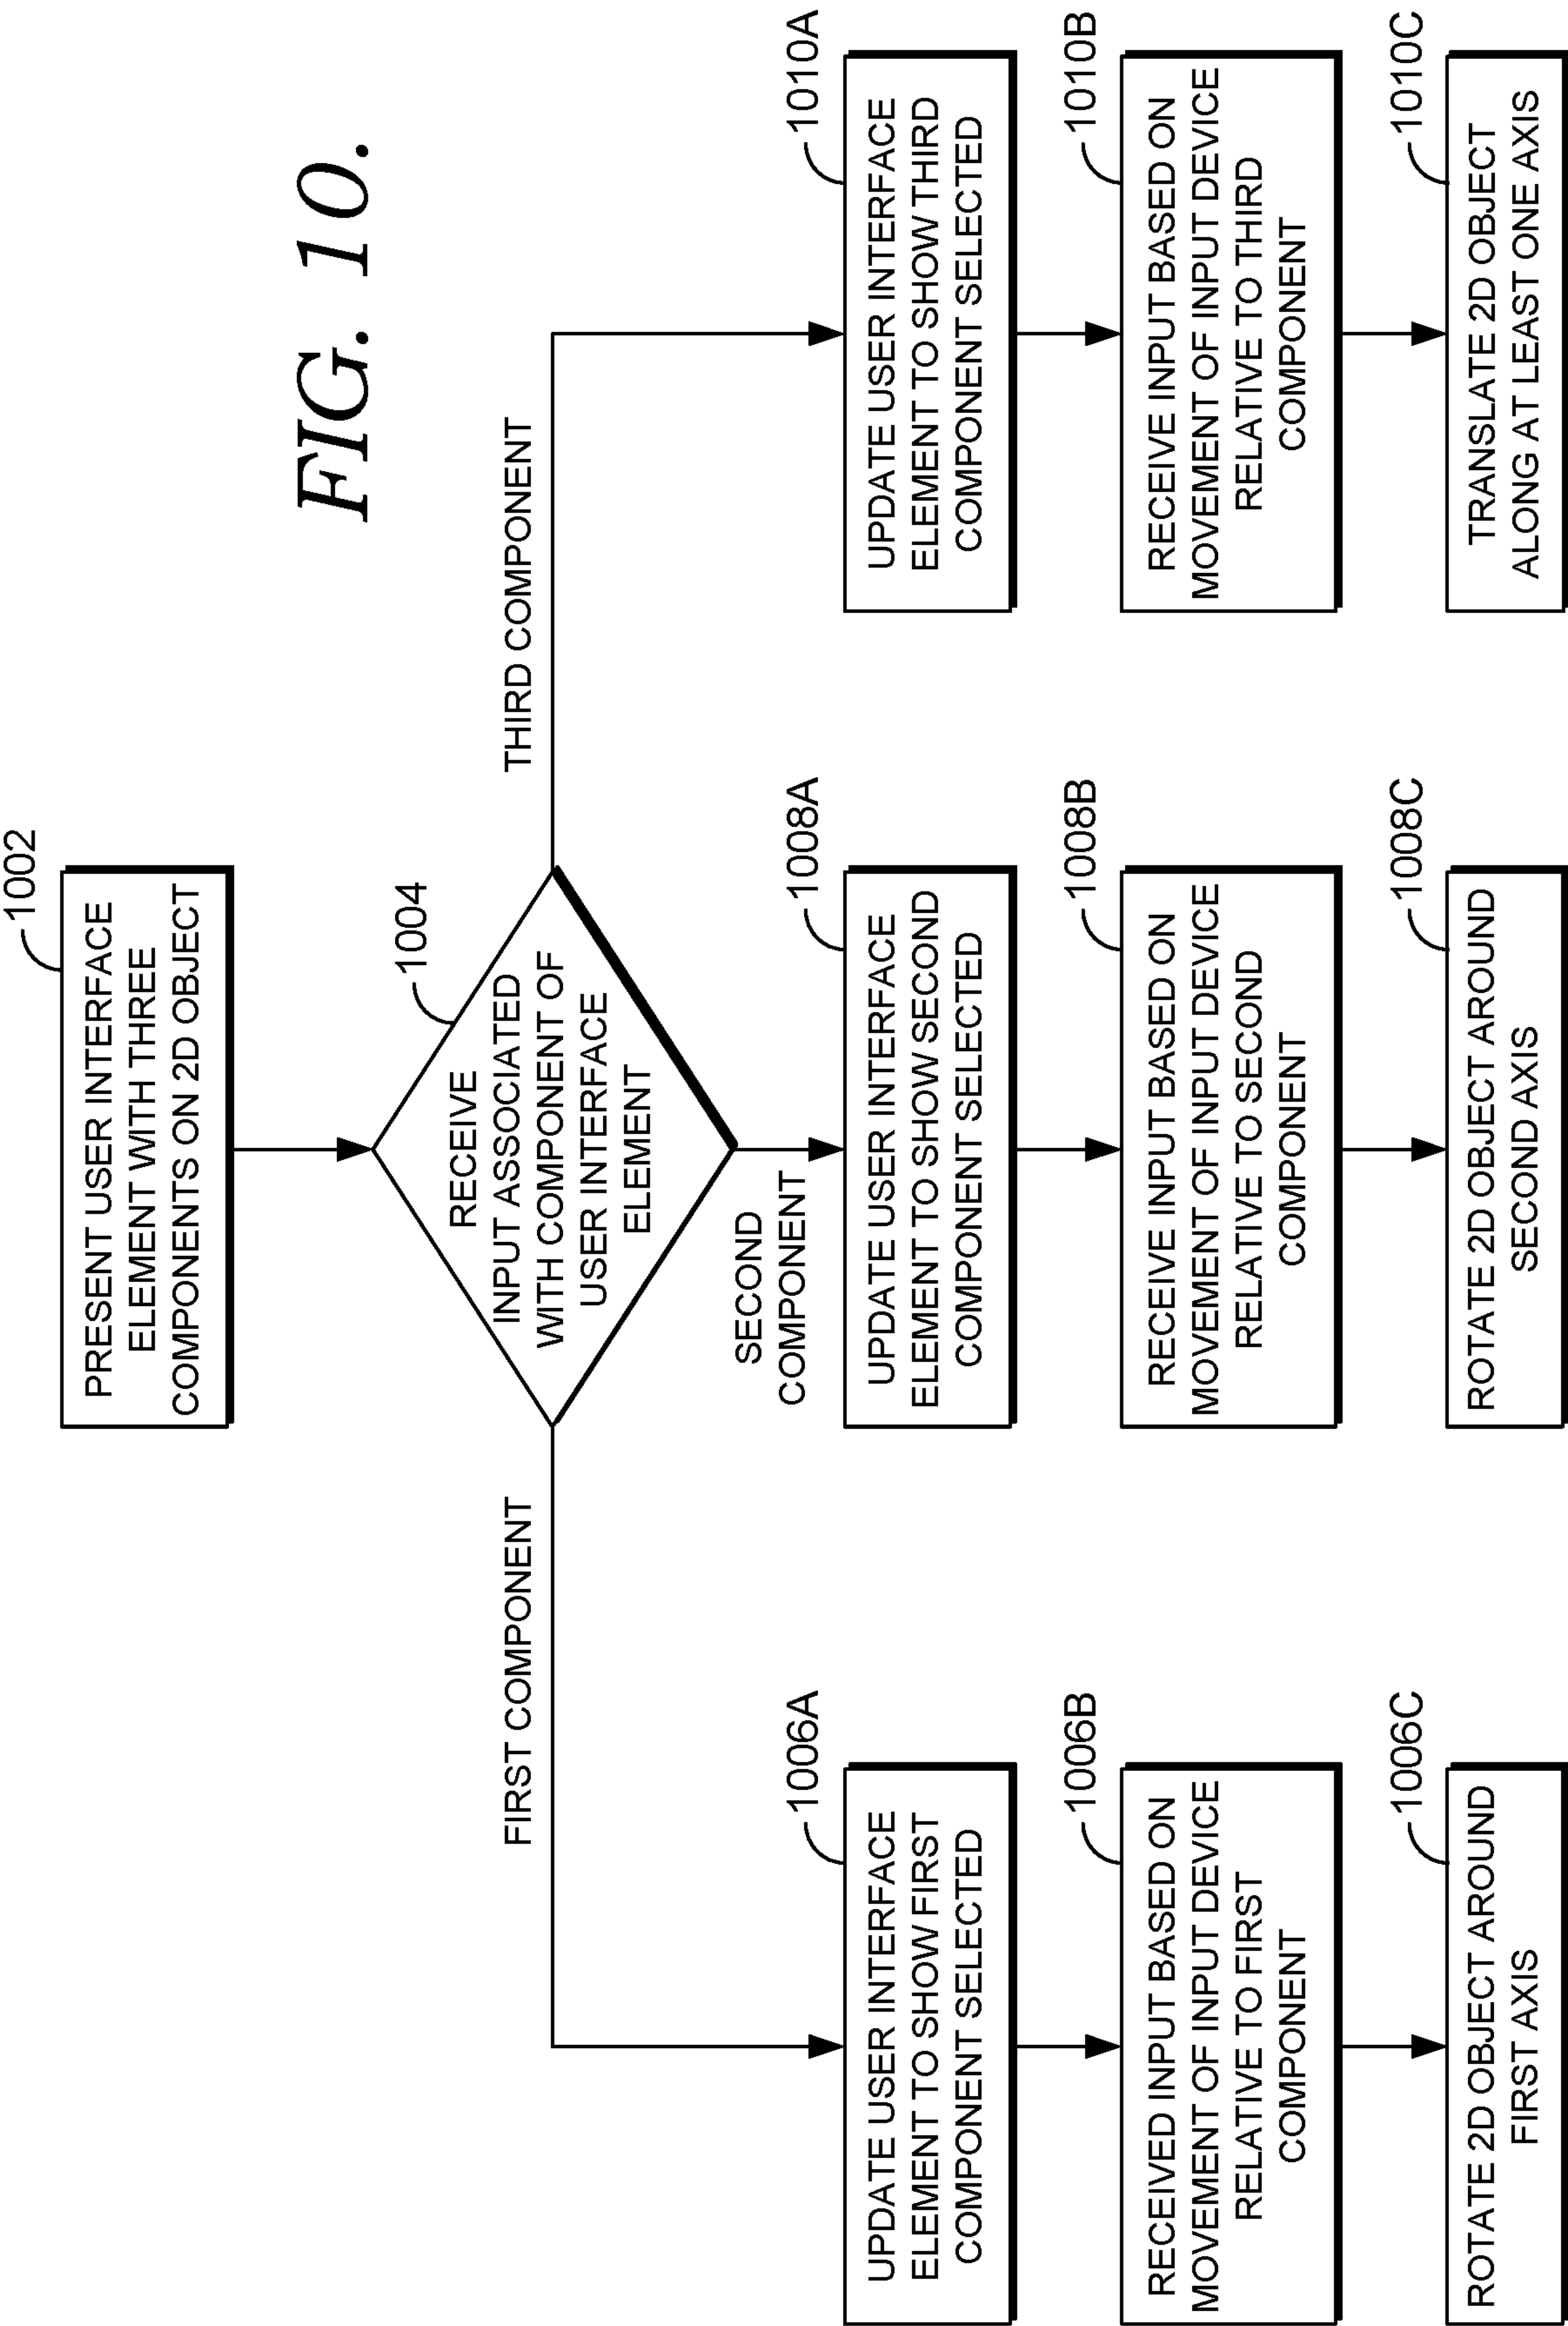 FIG. 10.
1002
PRESENT USER INTERFACE
ELEMENT WITH THREE
COMPONENTS ON 2D OBJECT
1004
RECEIVE
INPUT ASSOCIATED
WITH COMPONENT OF
USER INTERFACE
ELEMENT
FIRST COMPONENT
SECOND
COMPONENT
THIRD COMPONENT
1006A
UPDATE USER INTERFACE
ELEMENT TO SHOW FIRST
COMPONENT SELECTED
1006B
RECEIVED INPUT BASED ON
MOVEMENT OF INPUT DEVICE
RELATIVE TO FIRST
COMPONENT
1006C
ROTATE 2D OBJECT AROUND
FIRST AXIS
1008A
UPDATE USER INTERFACE
ELEMENT TO SHOW SECOND
COMPONENT SELECTED
1008B
RECEIVE INPUT BASED ON
MOVEMENT OF INPUT DEVICE
RELATIVE TO SECOND
COMPONENT
1008C
ROTATE 2D OBJECT AROUND
SECOND AXIS
1010A
UPDATE USER INTERFACE
ELEMENT TO SHOW THIRD
COMPONENT SELECTED
1010B
RECEIVE INPUT BASED ON
MOVEMENT OF INPUT DEVICE
RELATIVE TO THIRD
COMPONENT
1010C
TRANSLATE 2D OBJECT
ALONG AT LEAST ONE AXIS